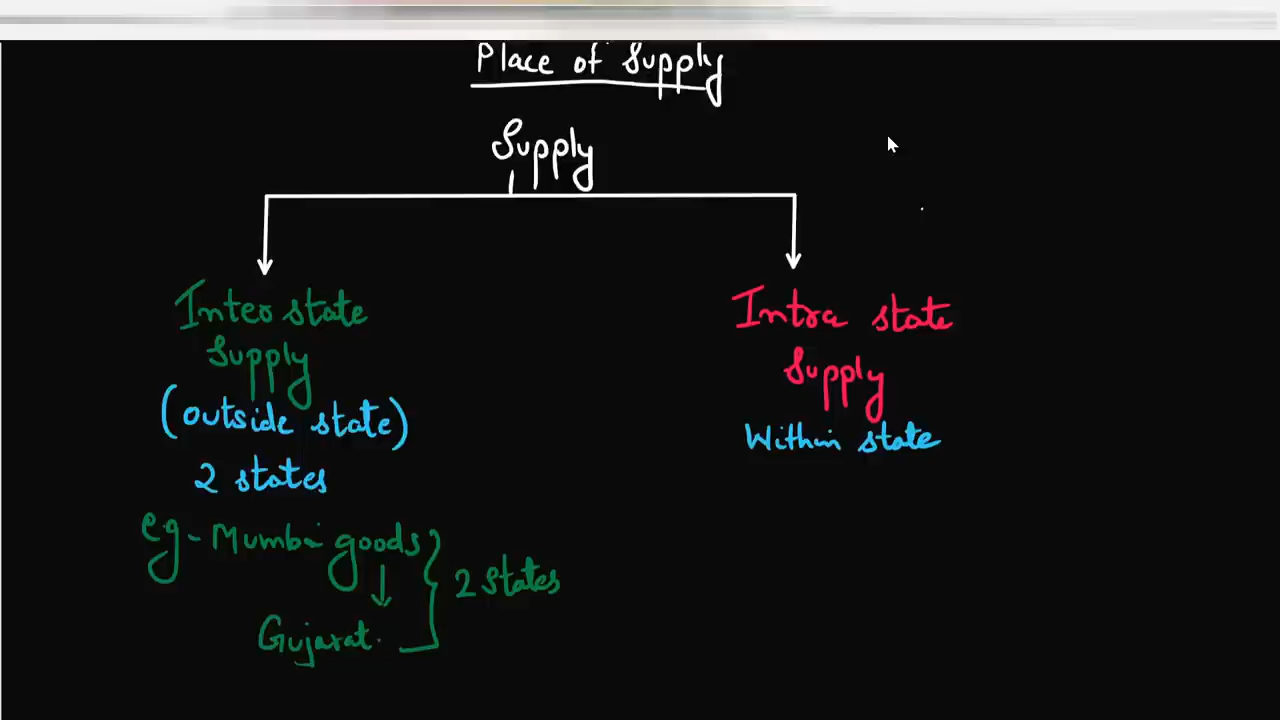 Place of Supply
Supply
Inter state
Supply
(outside state)
2 states
eg - Mumbai goods
Gujarat.
2 states
Intra state
Supply
Within state